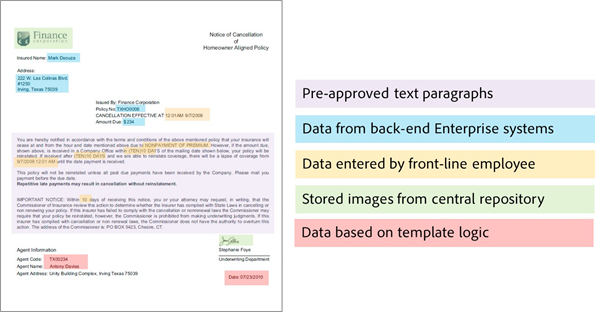 Finance
corporation
Notice of Cancellation
of
Homeowner Aligned Policy
Insured Name: Mark Desuza
Address:
222 W. Las Colinas Blvd.
#1250
Irving, Texas 75039
Issued By: Finance Corporation
Policy No: TXHO0006
CANCELLATION EFFECTIVE AT 12:01AM 9/7/2009
Amount Due: $234
You are hereby notified in accordance with the terms and conditions of the above mentioned policy that your insurance will
cease at and from the hour and date mentioned above due to NONPAYMENT OF PREMIUM. However, if the amount, due
shown above, is received in a Company Office within (TEN)10 DAYS of the mailing date shown below, your policy will be
reinstated. If received after (TEN)10 DAYS and we are able to reinstate coverage, there will be a lapse of coverage from
9/7/2009 12:01 AM until the date payment is received.
This policy will not be reinstated unless all past due payments have been received by the Company. Please mail you
payment before the due date.
Repetitive late payments may result in cancellation without reinstatement.
IMPORTANT NOTICE: Within 10 days of receiving this notice, you or your attorney may request, in writing, that the
Commissioner of Insurance review this action to determine whether the Insurer has complied with State Laws in canceling or
non renewing your policy. If the insurer has failed to comply with the cancellation or nonrenewal laws the Commissioner may
require that your policy be reinstated, however, the Commissioner is prohibited from making underwriting judgments. If this
insurer has complied with cancellation or non renewal laws, the Commissioner does not have the authority to overturn this
action. The address of the Commissioner is: PO BOX 0423, Chester, CT.
Stephanie Foye
Underwriting Department
Agent Information
Agent Code: TX00234
Agent Name: Antony Davies
Agent Address: Unity Building Complex, Irving Texas 75039
Date: 07/23/2010
Pre-approved text paragraphs
Data from back-end Enterprise systems
Data entered by front-line employee
Stored images from central repository
Data based on template logic